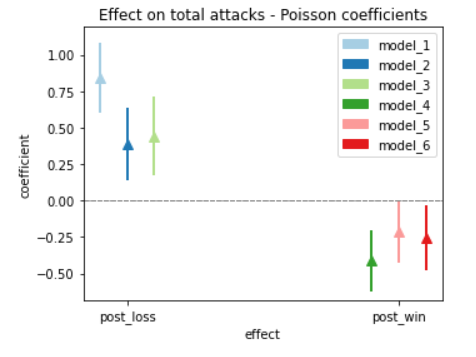 Effect on total attacks - Poisson coefficients
1.00
0.75
0.50
0.25
0.00
−0.25
−0.50
coefficient
model_1
model_2
model_3
model_4
model_5
model_6
post_loss
post_win
effect